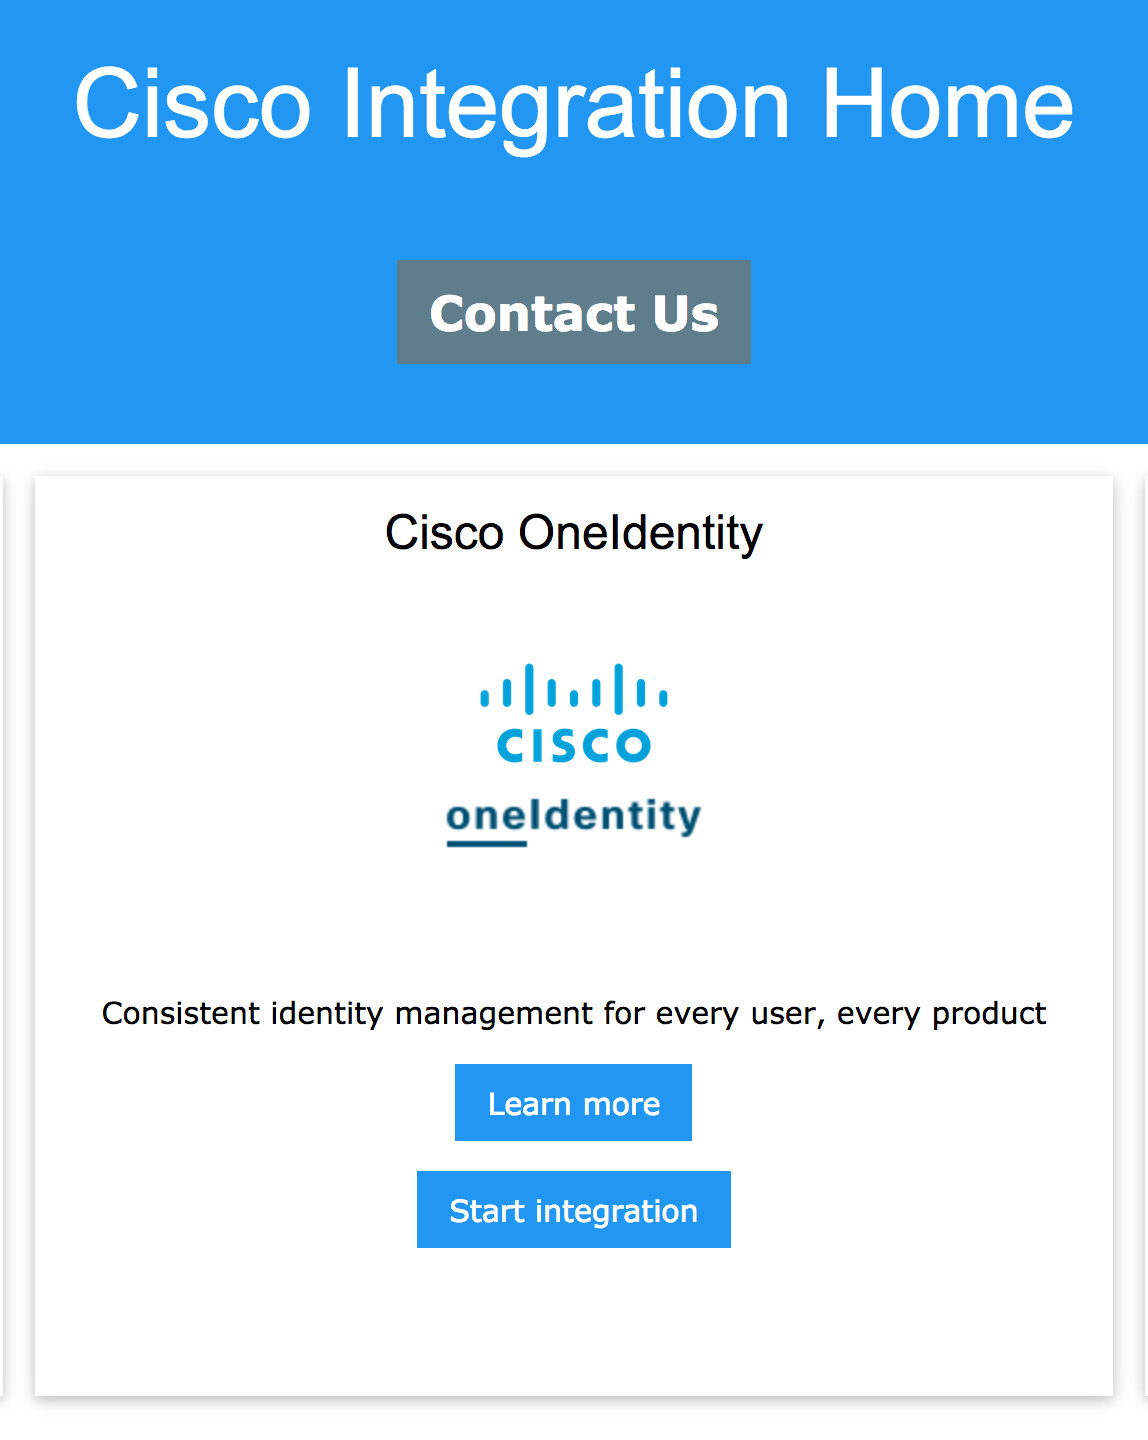 Cisco Integration Home
Contact Us
Cisco OneIdentity
CISCO
oneIdentity
Consistent identity management for every user, every product
Learn more
Start integration